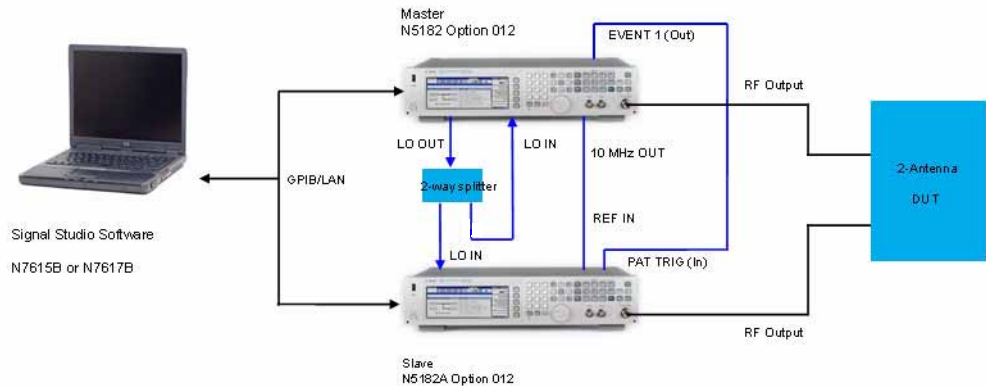 Master
N5182 Option 012
EVENT 1 (Out)
RF Output
LO OUT
LO IN
10 MHz OUT
2-way splitter
GPIB/LAN
2-Antenna
DUT
REF IN
Signal Studio Software
N7615B or N7617B
LO IN
PAT TRIG (In)
RF Output
Slave
N5182A Option 012